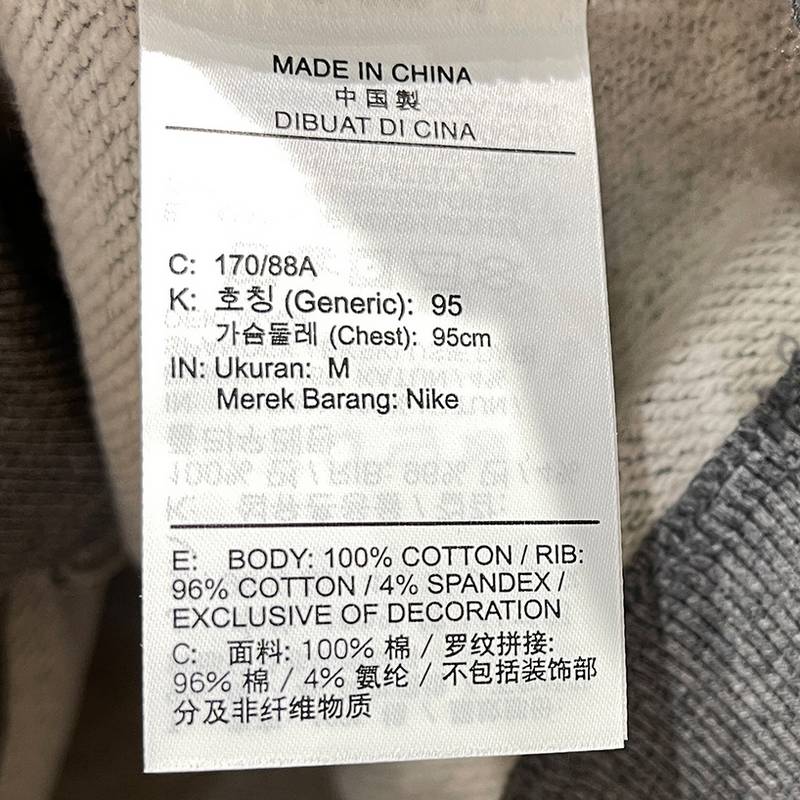 MADE IN CHINA
中国製
DIBUAT DI CINA
C: 170/88A
K: 호칭 (Generic): 95
가슴둘레 (Chest): 95cm
IN: Ukuran: M
Merek Barang: Nike
E: BODY: 100% COTTON / RIB:
96% COTTON / 4% SPANDEX /
EXCLUSIVE OF DECORATION
C: 面料: 100% 棉 / 罗纹拼接:
96% 棉 / 4% 氨纶 / 不包括装饰部
分及非纤维物质